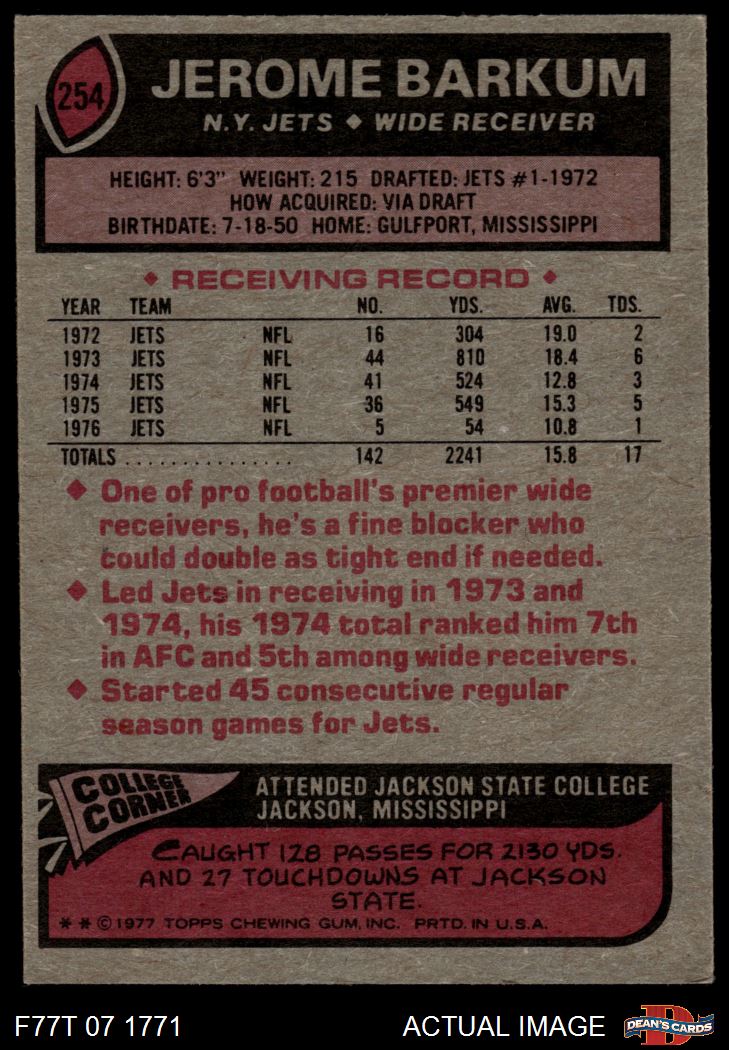 254
JEROME BARKUM
N.Y. JETS ♦ WIDE RECEIVER
HEIGHT: 6'3" WEIGHT: 215 DRAFTED: JETS #1-1972
HOW ACQUIRED: VIA DRAFT
BIRTHDATE: 7-18-50 HOME: GULFPORT, MISSISSIPPI
♦ RECEIVING RECORD ♦
YEAR TEAM NO. YDS. AVG. TDS.
1972 JETS NFL 16 304 19.0 2
1973 JETS NFL 44 810 18.4 6
1974 JETS NFL 41 524 12.8 3
1975 JETS NFL 36 549 15.3 5
1976 JETS NFL 5 54 10.8 1
TOTALS ................ 142 2241 15.8 17
♦ One of pro football's premier wide
receivers, he's a fine blocker who
could double as tight end if needed.
♦ Led Jets in receiving in 1973 and
1974, his 1974 total ranked him 7th
in AFC and 5th among wide receivers.
♦ Started 45 consecutive regular
season games for Jets.
COLLEGE
CORNER
ATTENDED JACKSON STATE COLLEGE
JACKSON, MISSISSIPPI
CAUGHT 128 PASSES FOR 2130 YDS.
AND 27 TOUCHDOWNS AT JACKSON
STATE.
* * © 1977 TOPPS CHEWING GUM, INC. PRTD. IN U.S.A.
F77T 07 1771 ACTUAL IMAGE
D
DEAN'S CARDS